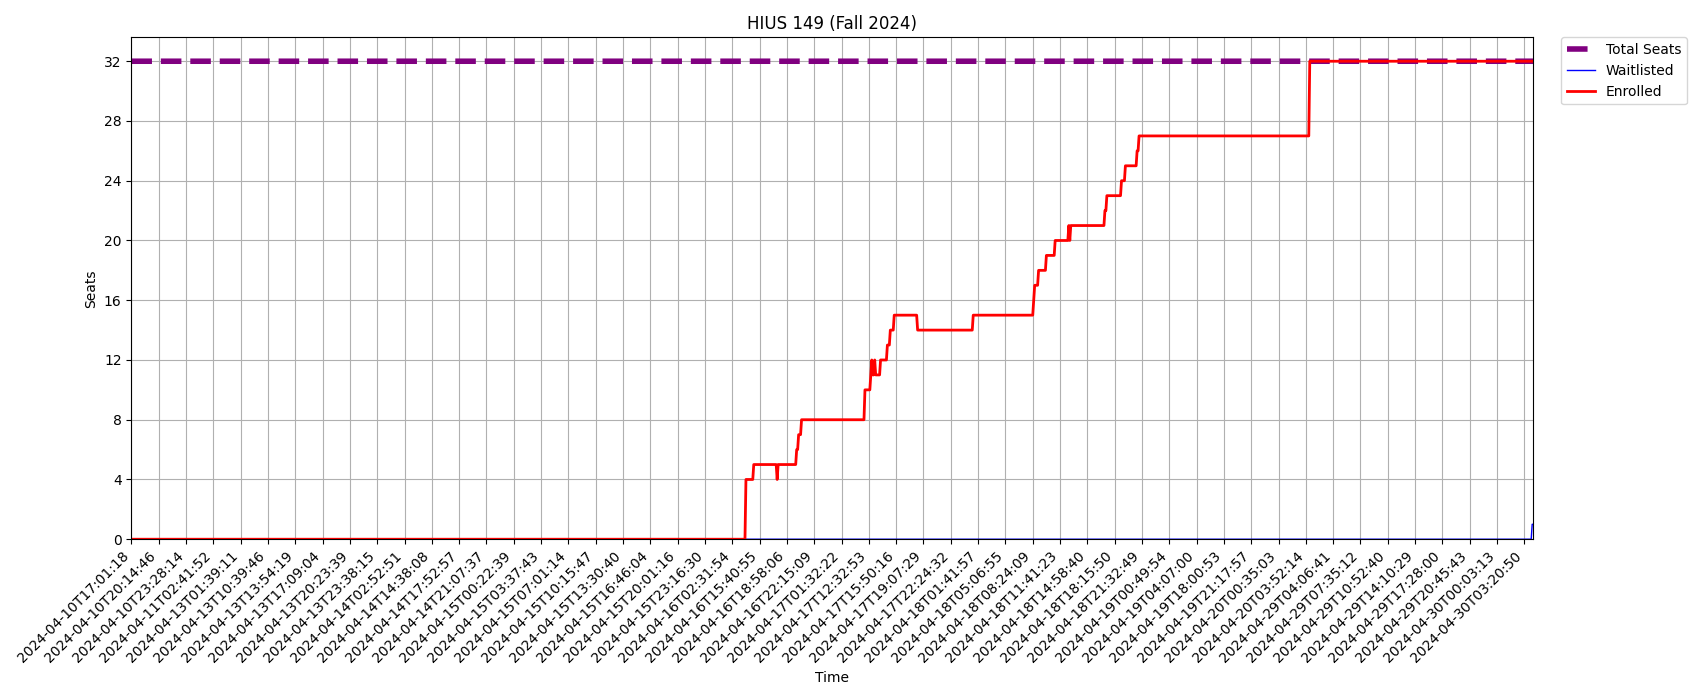 HIUS 149 (Fall 2024)
Total Seats
Waitlisted
Enrolled
Seats
32
28
24
20
16
12
8
4
0
2024-04-10T17:01:18
2024-04-10T20:14:46
2024-04-10T23:28:14
2024-04-11T02:41:52
2024-04-13T01:39:11
2024-04-13T10:39:46
2024-04-13T13:54:19
2024-04-13T17:09:04
2024-04-13T20:23:39
2024-04-13T23:38:15
2024-04-14T02:52:51
2024-04-14T14:38:08
2024-04-14T17:52:57
2024-04-14T21:07:37
2024-04-15T00:22:39
2024-04-15T03:37:43
2024-04-15T07:01:14
2024-04-15T10:15:47
2024-04-15T13:30:40
2024-04-15T16:46:04
2024-04-15T20:01:16
2024-04-15T23:16:30
2024-04-16T02:31:54
2024-04-16T15:40:55
2024-04-16T18:58:06
2024-04-16T22:15:09
2024-04-17T01:32:22
2024-04-17T12:32:53
2024-04-17T15:50:16
2024-04-17T19:07:29
2024-04-17T22:24:32
2024-04-18T01:41:57
2024-04-18T05:06:55
2024-04-18T08:24:09
2024-04-18T11:41:23
2024-04-18T14:58:40
2024-04-18T18:15:50
2024-04-18T21:32:49
2024-04-19T00:49:54
2024-04-19T04:07:00
2024-04-19T18:00:53
2024-04-19T21:17:57
2024-04-20T00:35:03
2024-04-20T03:52:14
2024-04-29T04:06:41
2024-04-29T07:35:12
2024-04-29T10:52:40
2024-04-29T14:10:29
2024-04-29T17:28:00
2024-04-29T20:45:43
2024-04-30T00:03:13
2024-04-30T03:20:50
Time